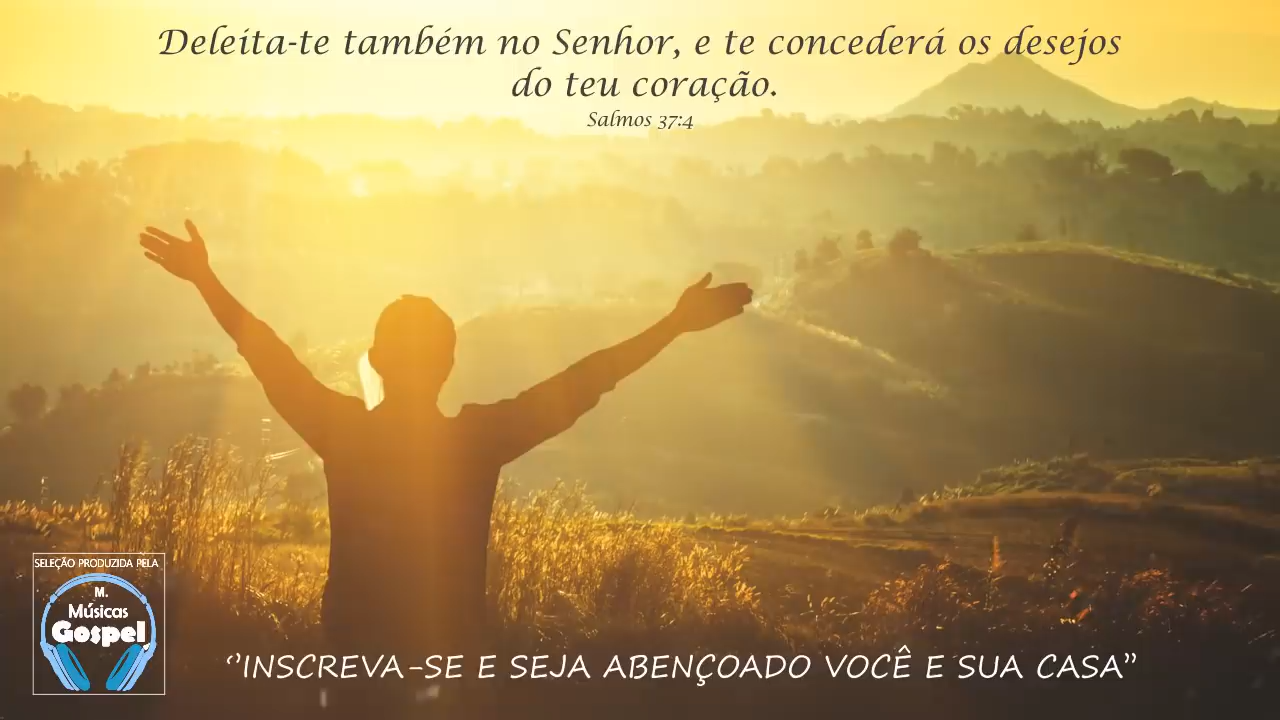 Deleita-te também no Senhor, e te concederá os desejos
do teu coração.
Salmos 37:4
SELEÇÃO PRODUZIDA PELA
M.
Músicas
Gospel
“INSCREVA-SE E SEJA ABENÇOADO VOCÊ E SUA CASA”